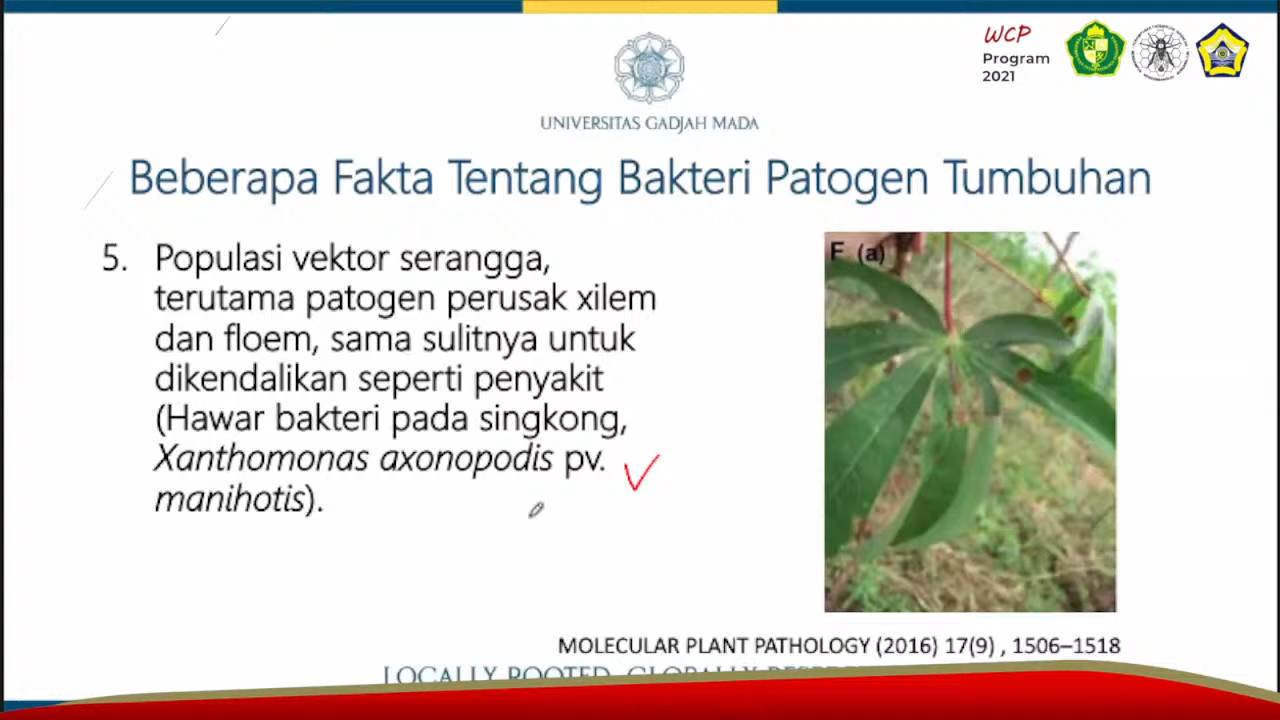 WCP
Program
2021
UNIVERSITAS GADJAH MADA
Beberapa Fakta Tentang Bakteri Patogen Tumbuhan
5. Populasi vektor serangga,
terutama patogen perusak xilem
dan floem, sama sulitnya untuk
dikendalikan seperti penyakit
(Hawar bakteri pada singkong,
Xanthomonas axonopodis pv.
manihotis).
F (a)
MOLECULAR PLANT PATHOLOGY (2016) 17(9) , 1506–1518
LOCALLY ROOTED, GLOBALLY